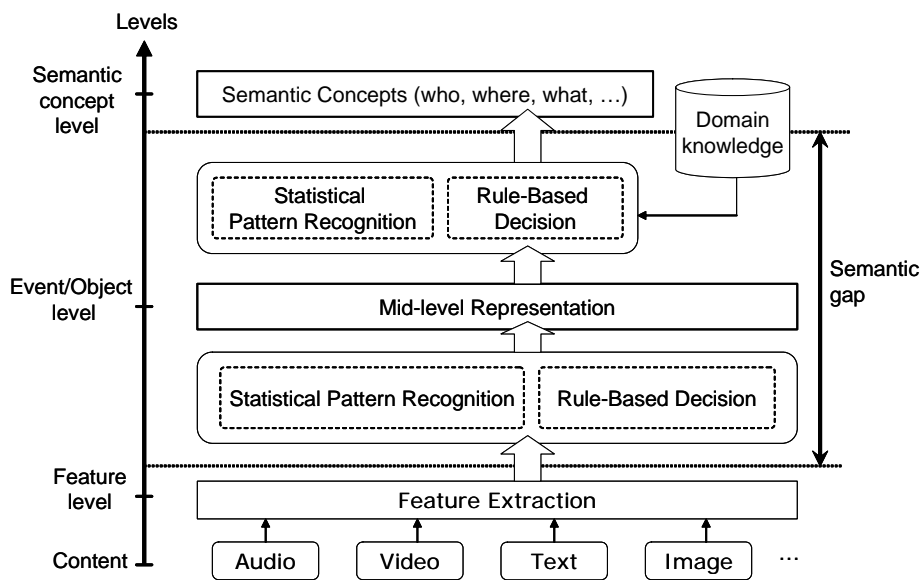 Levels
Semantic
concept
level
Semantic Concepts (who, where, what, …)
Domain
knowledge
Statistical
Pattern Recognition
Rule-Based
Decision
Semantic
gap
Event/Object
level
Mid-level Representation
Statistical Pattern Recognition
Rule-Based Decision
Feature
level
Feature Extraction
Content
Audio
Video
Text
Image
…